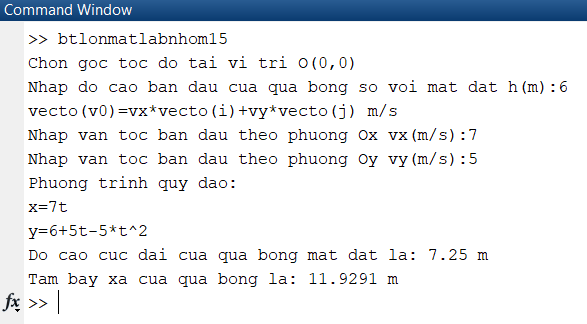 Command Window
>> btlonmatlabnhom15
Chon goc toc do tai vi tri O(0,0)
Nhap do cao ban dau cua qua bong so voi mat dat h(m):6
vecto(v0)=vx*vecto(i)+vy*vecto(j) m/s
Nhap van toc ban dau theo phuong Ox vx(m/s):7
Nhap van toc ban dau theo phuong Oy vy(m/s):5
Phuong trinh quy dao:
x=7t
y=6+5t-5*t^2
Do cao cuc dai cua qua bong mat dat la: 7.25 m
Tam bay xa cua qua bong la: 11.9291 m
fx >>